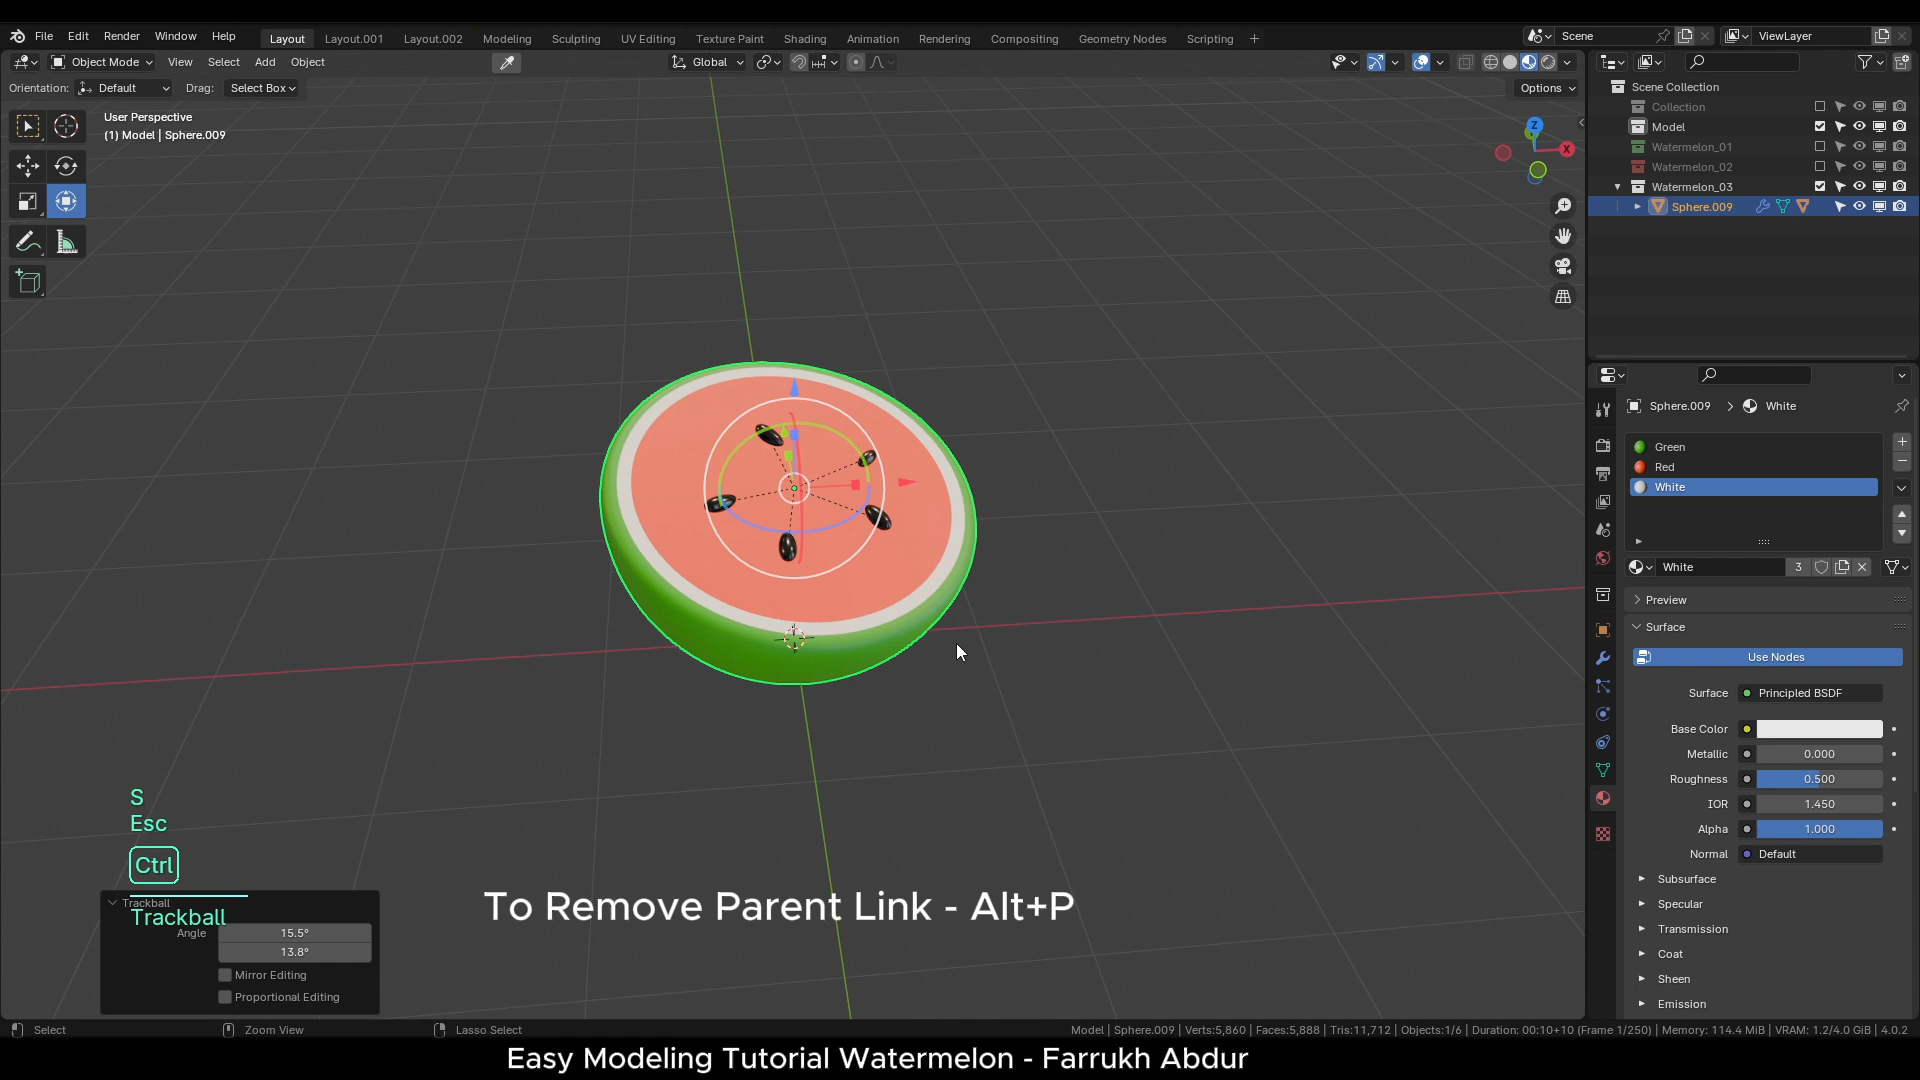 File Edit Render Window Help Layout Layout.001 Layout.002 Modeling Sculpting UV Editing Texture Paint Shading Animation Rendering Compositing Geometry Nodes Scripting + Scene ViewLayer
Object Mode View Select Add Object Global
Orientation: Default Drag: Select Box Options
User Perspective
(1) Model | Sphere.009
Z
X
Scene Collection
Collection
Model
Watermelon_01
Watermelon_02
Watermelon_03
Sphere.009
Sphere.009 > White
Green
Red
White
White 3
Preview
Surface
Use Nodes
Surface Principled BSDF
Base Color
Metallic 0.000
Roughness 0.500
IOR 1.450
Alpha 1.000
Normal Default
Subsurface
Specular
Transmission
Coat
Sheen
Emission
S
Esc
Ctrl
Trackball
Trackball
Angle 15.5°
13.8°
Mirror Editing
Proportional Editing
To Remove Parent Link - Alt+P
Select Zoom View Lasso Select Model | Sphere.009 | Verts:5,860 | Faces:5,888 | Tris:11,712 | Objects:1/6 | Duration: 00:10+10 (Frame 1/250) | Memory: 114.4 MiB | VRAM: 1.2/4.0 GiB | 4.0.2
Easy Modeling Tutorial Watermelon - Farrukh Abdur